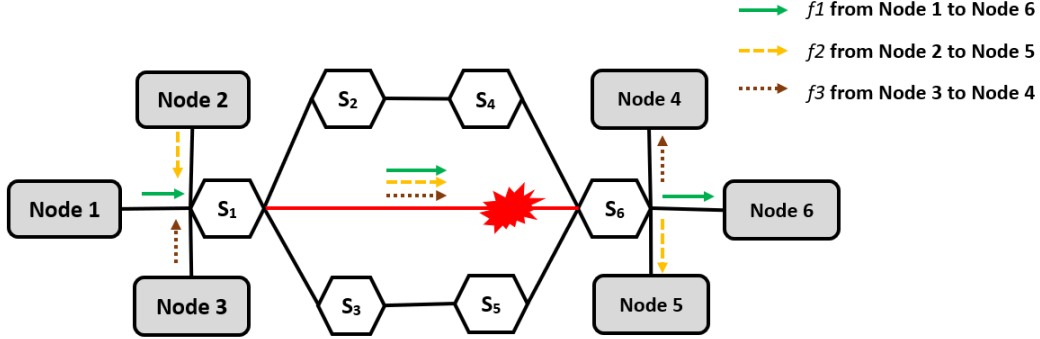 f1 from Node 1 to Node 6
f2 from Node 2 to Node 5
f3 from Node 3 to Node 4
Node 2
S2
S4
Node 4
Node 1
S1
S6
Node 6
Node 3
S3
S5
Node 5